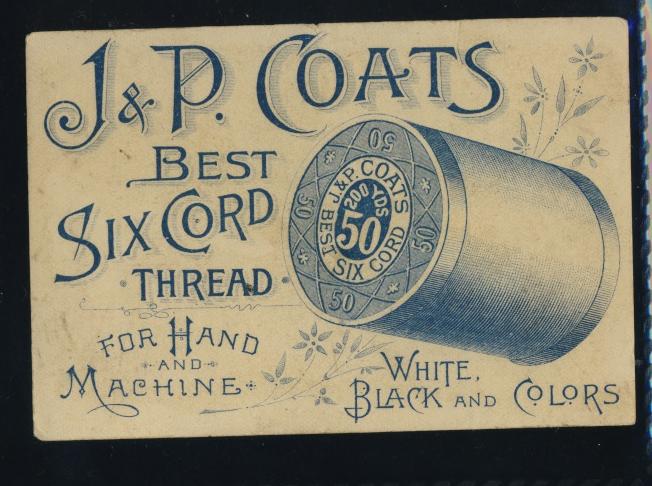 J & P. COATS
BEST
SIX CORD
THREAD
FOR HAND
AND
MACHINE
50
50
50
50
J. & P. COATS
200 YDS
50
BEST SIX CORD
WHITE,
BLACK AND COLORS